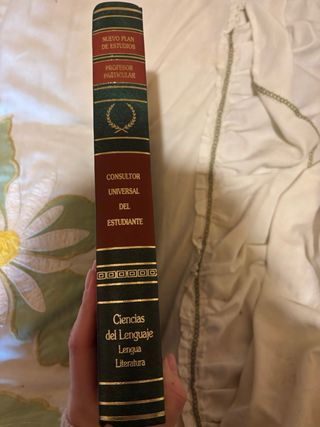 NUEVO PLAN
DE ESTUDIOS
PROFESOR
PARTICULAR
CONSULTOR
UNIVERSAL
DEL
ESTUDIANTE
Ciencias
del Lenguaje
Lengua
Literatura